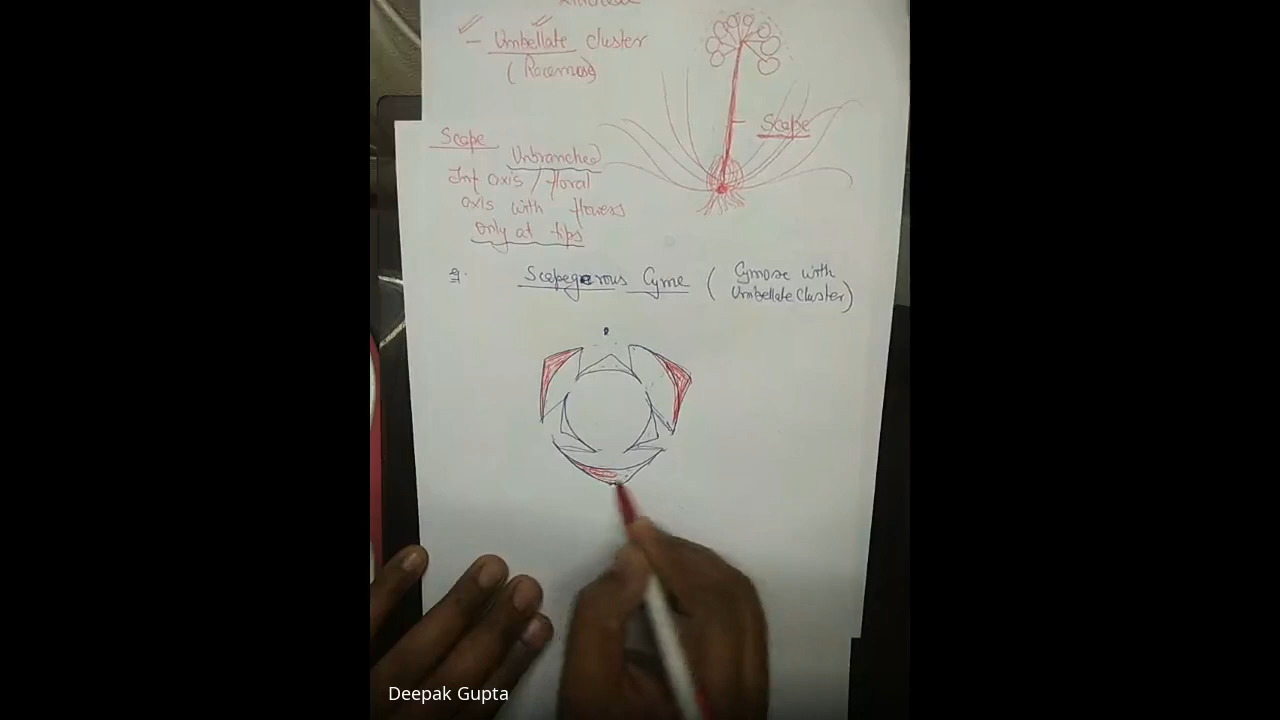 - Umbellate cluster
(Racemose)
Scape
Scape
Unbranched
Inf axis / floral
axis with flowers
only at tips
Scapegerous Cyme ( Cymose with
Umbellate Cluster)
Deepak Gupta